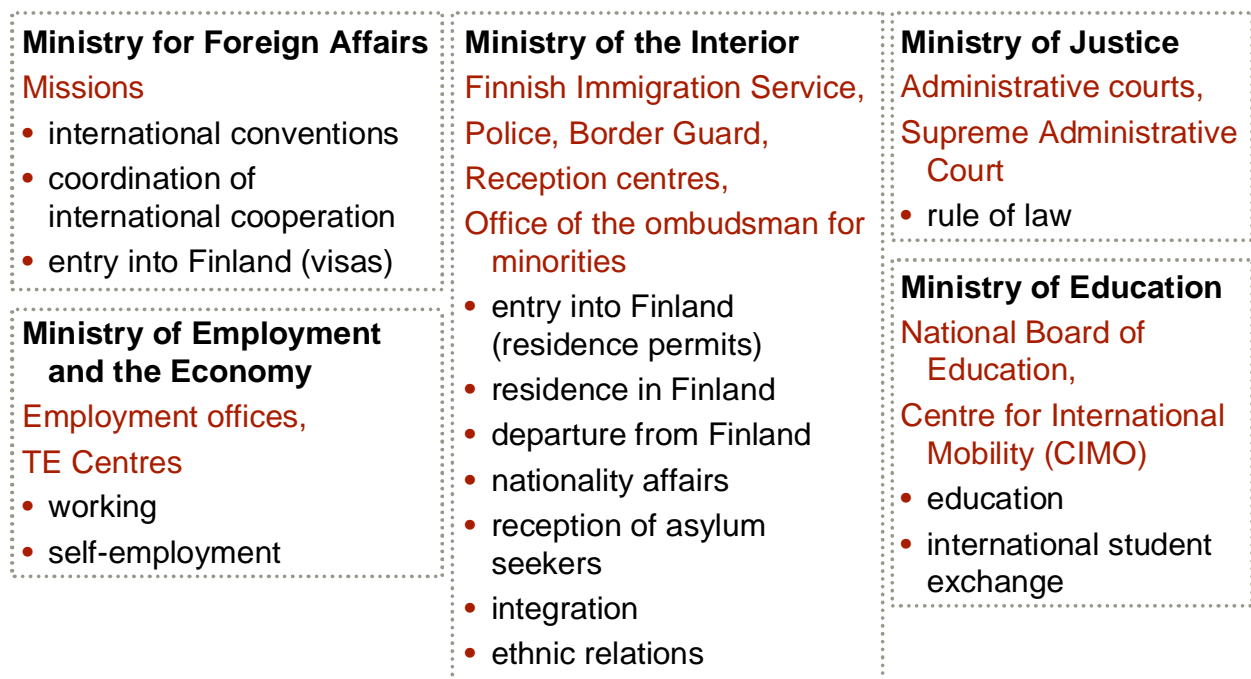 Ministry for Foreign Affairs
Missions
• international conventions
• coordination of
international cooperation
• entry into Finland (visas)
Ministry of Employment
and the Economy
Employment offices,
TE Centres
• working
• self-employment
Ministry of the Interior
Finnish Immigration Service,
Police, Border Guard,
Reception centres,
Office of the ombudsman for
minorities
• entry into Finland
(residence permits)
• residence in Finland
• departure from Finland
• nationality affairs
• reception of asylum
seekers
• integration
• ethnic relations
Ministry of Justice
Administrative courts,
Supreme Administrative
Court
• rule of law
Ministry of Education
National Board of
Education,
Centre for International
Mobility (CIMO)
• education
• international student
exchange